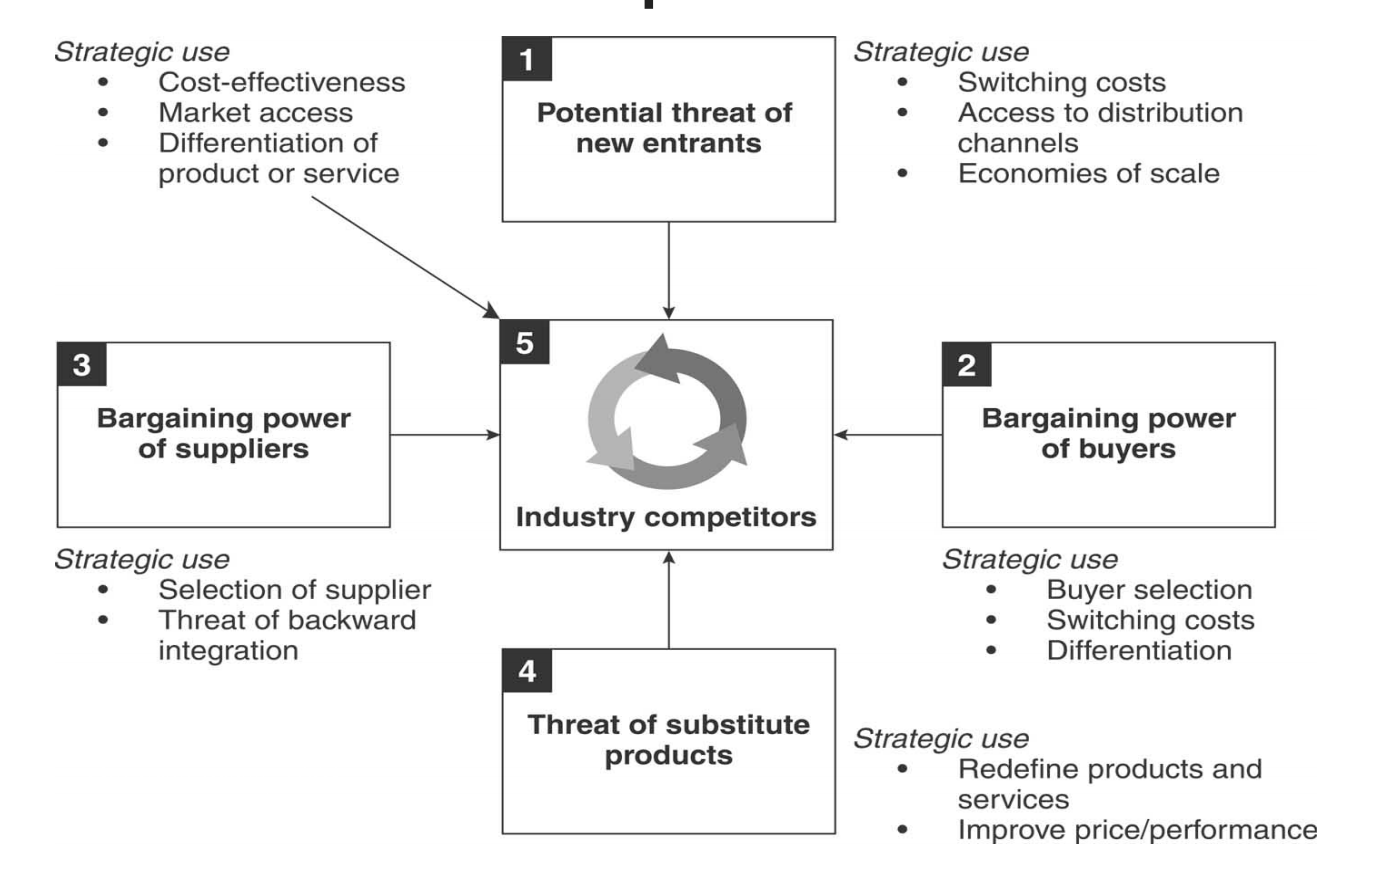 Strategic use
• Cost-effectiveness
• Market access
• Differentiation of
product or service
1
Potential threat of
new entrants
Strategic use
• Switching costs
• Access to distribution
channels
• Economies of scale
3
Bargaining power
of suppliers
5
Industry competitors
2
Bargaining power
of buyers
Strategic use
• Selection of supplier
• Threat of backward
integration
Strategic use
• Buyer selection
• Switching costs
• Differentiation
4
Threat of substitute
products
Strategic use
• Redefine products and
services
• Improve price/performance